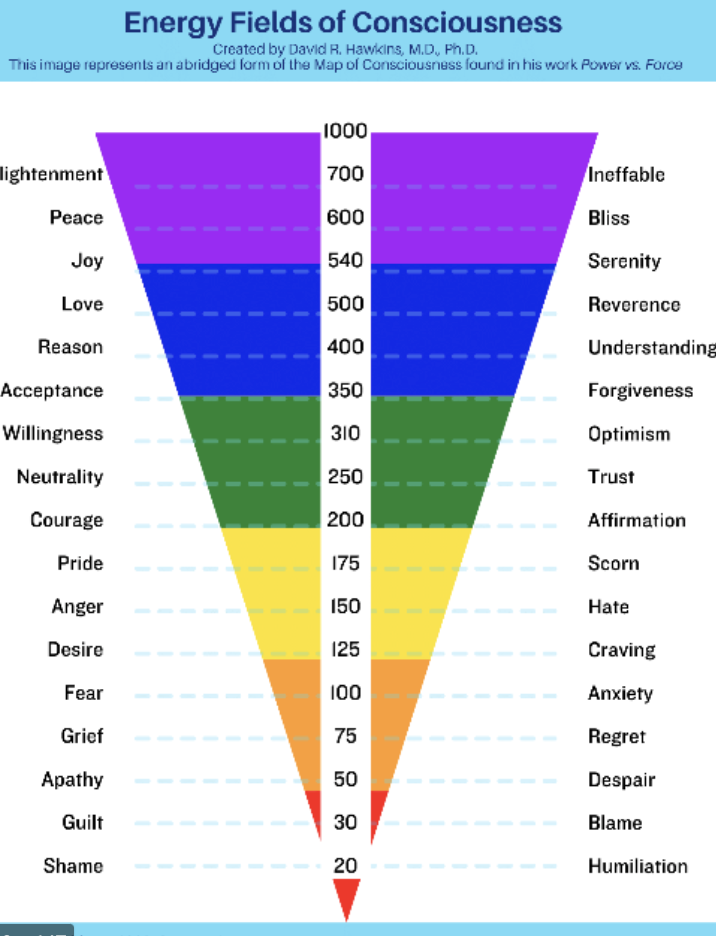 Energy Fields of Consciousness
Created by David R. Hawkins, M.D., Ph.D.
This image represents an abridged form of the Map of Consciousness found in his work Power vs. Force
1000
lightenment 700 Ineffable
Peace 600 Bliss
Joy 540 Serenity
Love 500 Reverence
Reason 400 Understanding
Acceptance 350 Forgiveness
Willingness 310 Optimism
Neutrality 250 Trust
Courage 200 Affirmation
Pride 175 Scorn
Anger 150 Hate
Desire 125 Craving
Fear 100 Anxiety
Grief 75 Regret
Apathy 50 Despair
Guilt 30 Blame
Shame 20 Humiliation